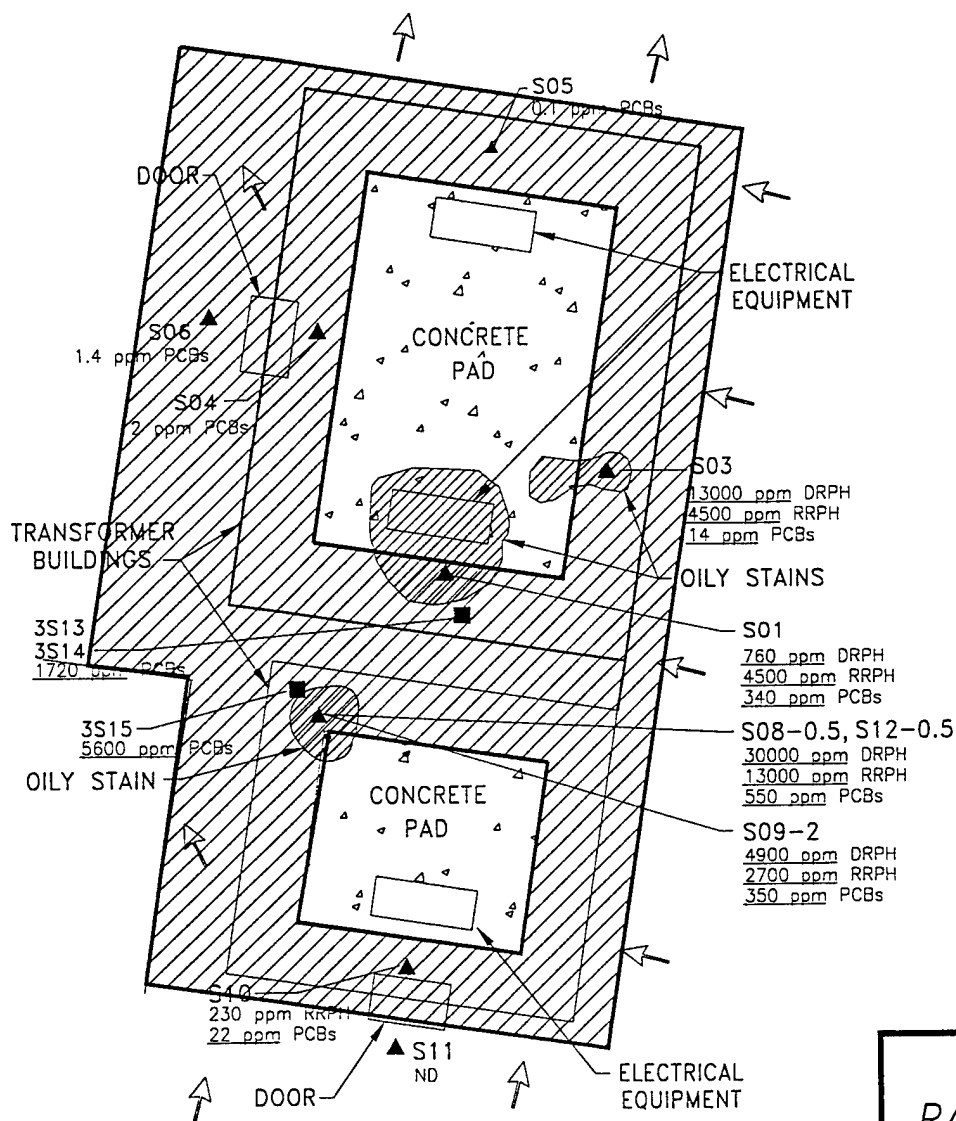 S05
0.1 ppm PCBs
DOOR
ELECTRICAL
EQUIPMENT
CONCRETE
PAD
S06
1.4 ppm PCBs
S04
2 ppm PCBs
S03
13000 ppm DRPH
4500 ppm RRPH
14 ppm PCBs
TRANSFORMER
BUILDINGS
OILY STAINS
3S13
3S14
1720 ppm PCBs
S01
760 ppm DRPH
4500 ppm RRPH
340 ppm PCBs
3S15
5600 ppm PCBs
OILY STAIN
S08-0.5, S12-0.5
30000 ppm DRPH
13000 ppm RRPH
550 ppm PCBs
CONCRETE
PAD
S09-2
4900 ppm DRPH
2700 ppm RRPH
350 ppm PCBs
S10
230 ppm RRPH
22 ppm PCBs
S11
ND
DOOR
ELECTRICAL
EQUIPMENT